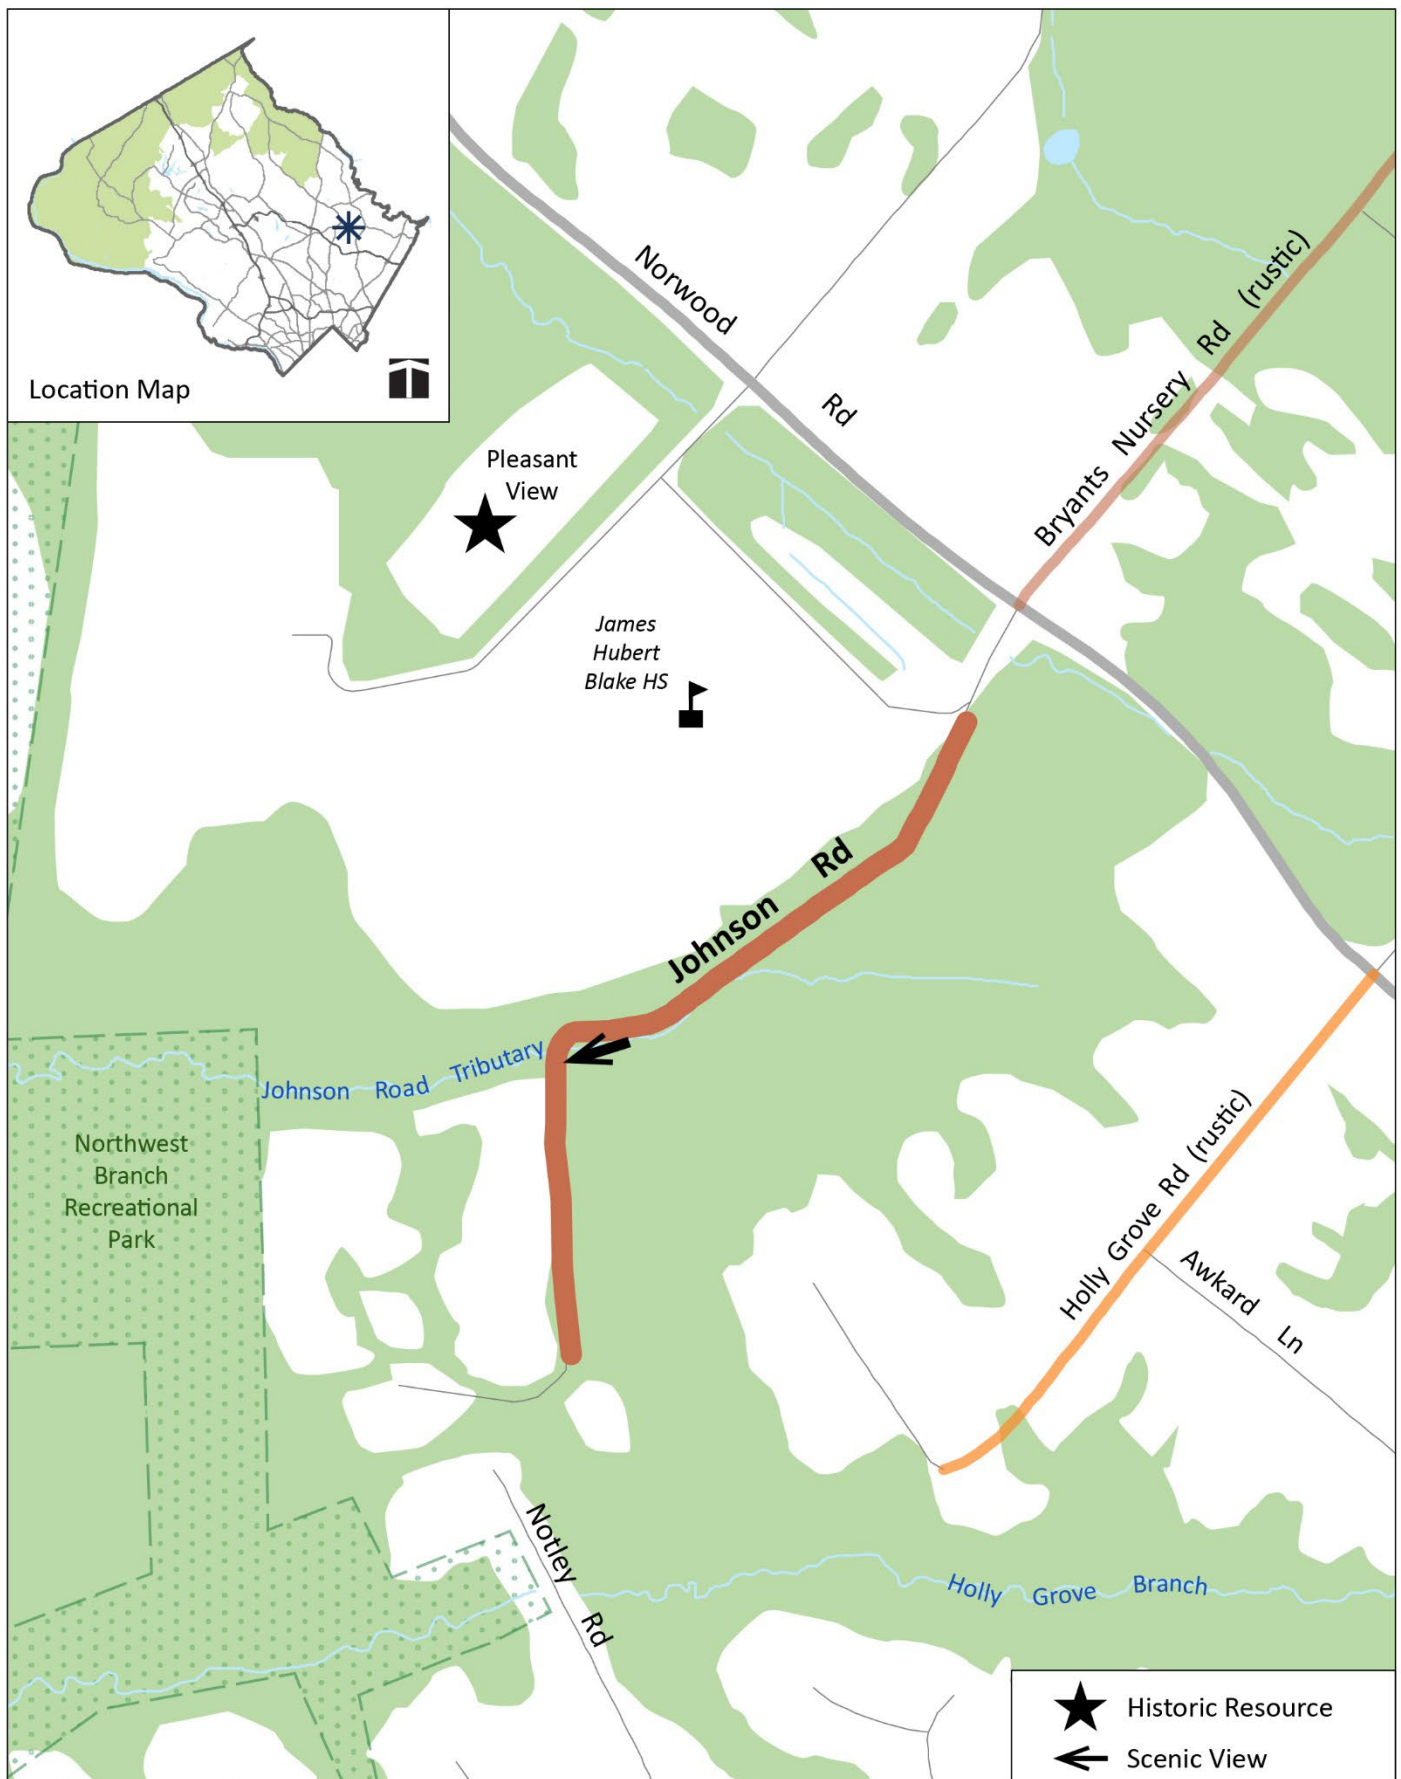 Location Map
Norwood
Rd
Bryants Nursery Rd (rustic)
Pleasant
View
James
Hubert
Blake HS
Johnson Rd
Johnson Road Tributary
Northwest
Branch
Recreational
Park
Holly Grove Rd (rustic)
Awkard Ln
Notley Rd
Holly Grove Branch
Historic Resource
Scenic View